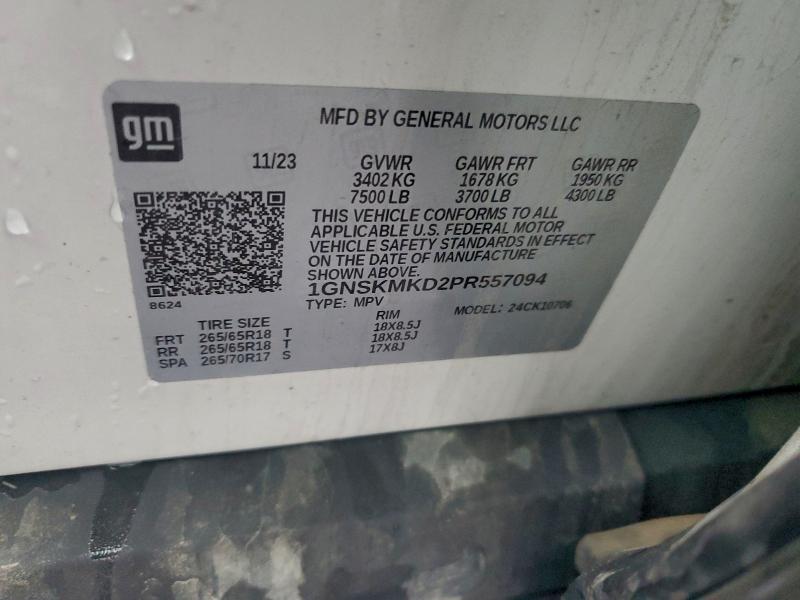 gm
MFD BY GENERAL MOTORS LLC
11/23 GVWR GAWR FRT GAWR RR
3402 KG 1678 KG 1950 KG
7500 LB 3700 LB 4300 LB
THIS VEHICLE CONFORMS TO ALL
APPLICABLE U.S. FEDERAL MOTOR
VEHICLE SAFETY STANDARDS IN EFFECT
ON THE DATE OF MANUFACTURE
SHOWN ABOVE.
1GNSKMKD2PR557094
8624
TYPE: MPV MODEL: 24CK10706
TIRE SIZE RIM
FRT 265/65R18 T 18X8.5J
RR 265/65R18 T 18X8.5J
SPA 265/70R17 S 17X8J